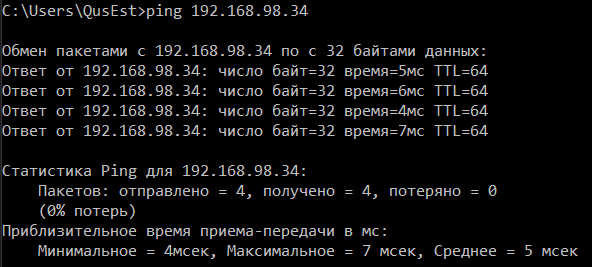 C:\Users\QusEst>ping 192.168.98.34
Обмен пакетами с 192.168.98.34 по с 32 байтами данных:
Ответ от 192.168.98.34: число байт=32 время=5мс TTL=64
Ответ от 192.168.98.34: число байт=32 время=6мс TTL=64
Ответ от 192.168.98.34: число байт=32 время=4мс TTL=64
Ответ от 192.168.98.34: число байт=32 время=7мс TTL=64
Статистика Ping для 192.168.98.34:
Пакетов: отправлено = 4, получено = 4, потеряно = 0
(0% потерь)
Приблизительное время приема-передачи в мс:
Минимальное = 4мсек, Максимальное = 7 мсек, Среднее = 5 мсек